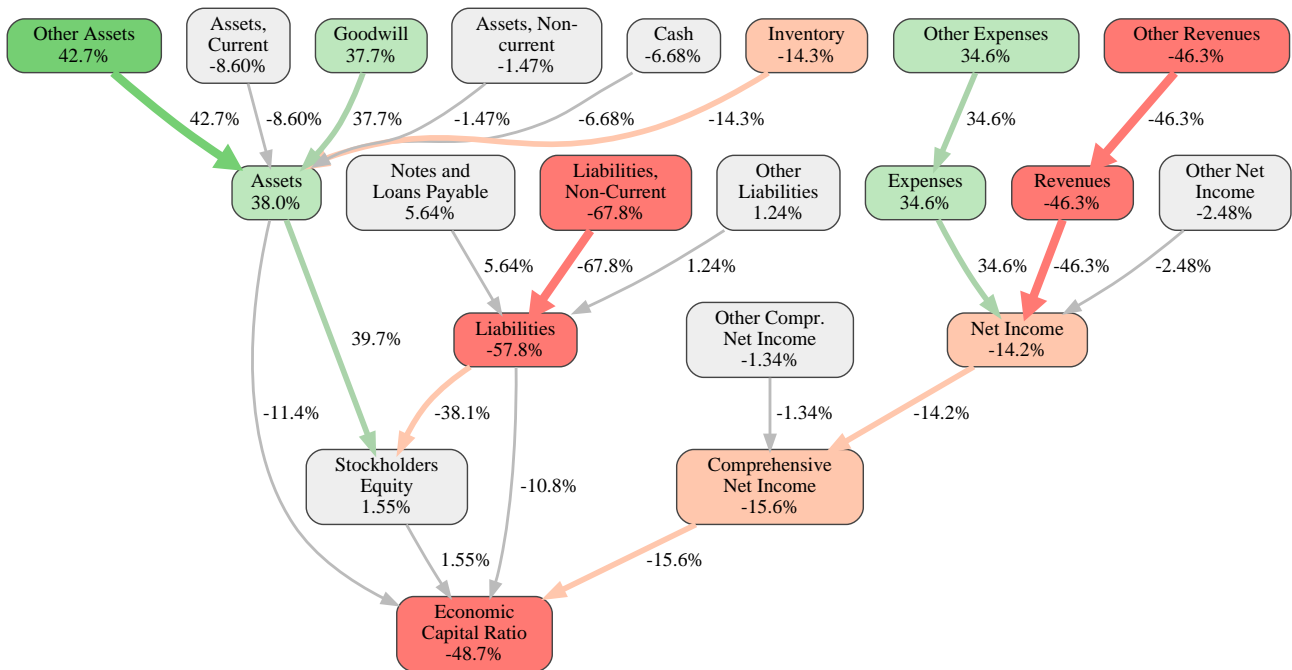 Other Assets
42.7%
Assets,
Current
-8.60%
Goodwill
37.7%
Assets, Non-
current
-1.47%
Cash
-6.68%
Inventory
-14.3%
Other Expenses
34.6%
Other Revenues
-46.3%
42.7%
-8.60%
37.7%
-1.47%
-6.68%
-14.3%
34.6%
-46.3%
Assets
38.0%
Notes and
Loans Payable
5.64%
Liabilities,
Non-Current
-67.8%
Other
Liabilities
1.24%
Expenses
34.6%
Revenues
-46.3%
Other Net
Income
-2.48%
5.64%
-67.8%
1.24%
34.6%
-46.3%
-2.48%
Liabilities
-57.8%
Other Compr.
Net Income
-1.34%
Net Income
-14.2%
39.7%
-11.4%
-38.1%
-1.34%
-14.2%
Stockholders
Equity
1.55%
-10.8%
Comprehensive
Net Income
-15.6%
1.55%
-15.6%
Economic
Capital Ratio
-48.7%